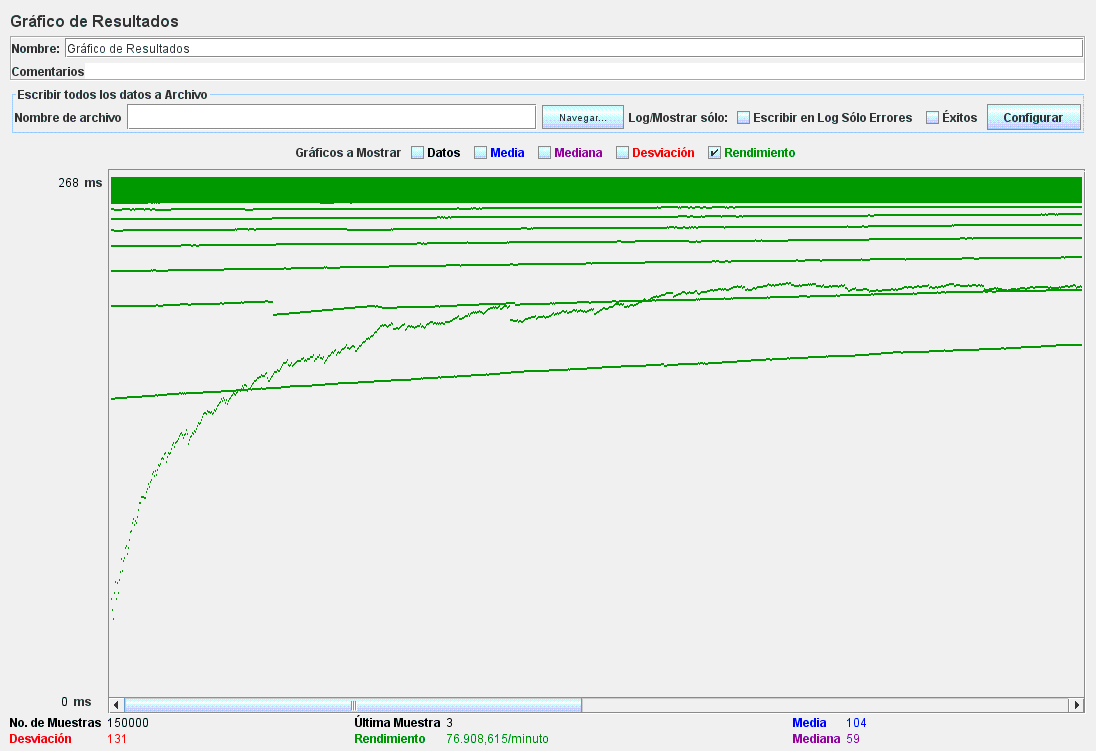 Gráfico de Resultados
Nombre: Gráfico de Resultados
Comentarios
Escribir todos los datos a Archivo
Nombre de archivo Navegar... Log/Mostrar sólo: Escribir en Log Sólo Errores Éxitos Configurar
Gráficos a Mostrar Datos Media Mediana Desviación Rendimiento
268 ms
0 ms
No. de Muestras 150000 Última Muestra 3 Media 104
Desviación 131 Rendimiento 76.908,615/minuto Mediana 59